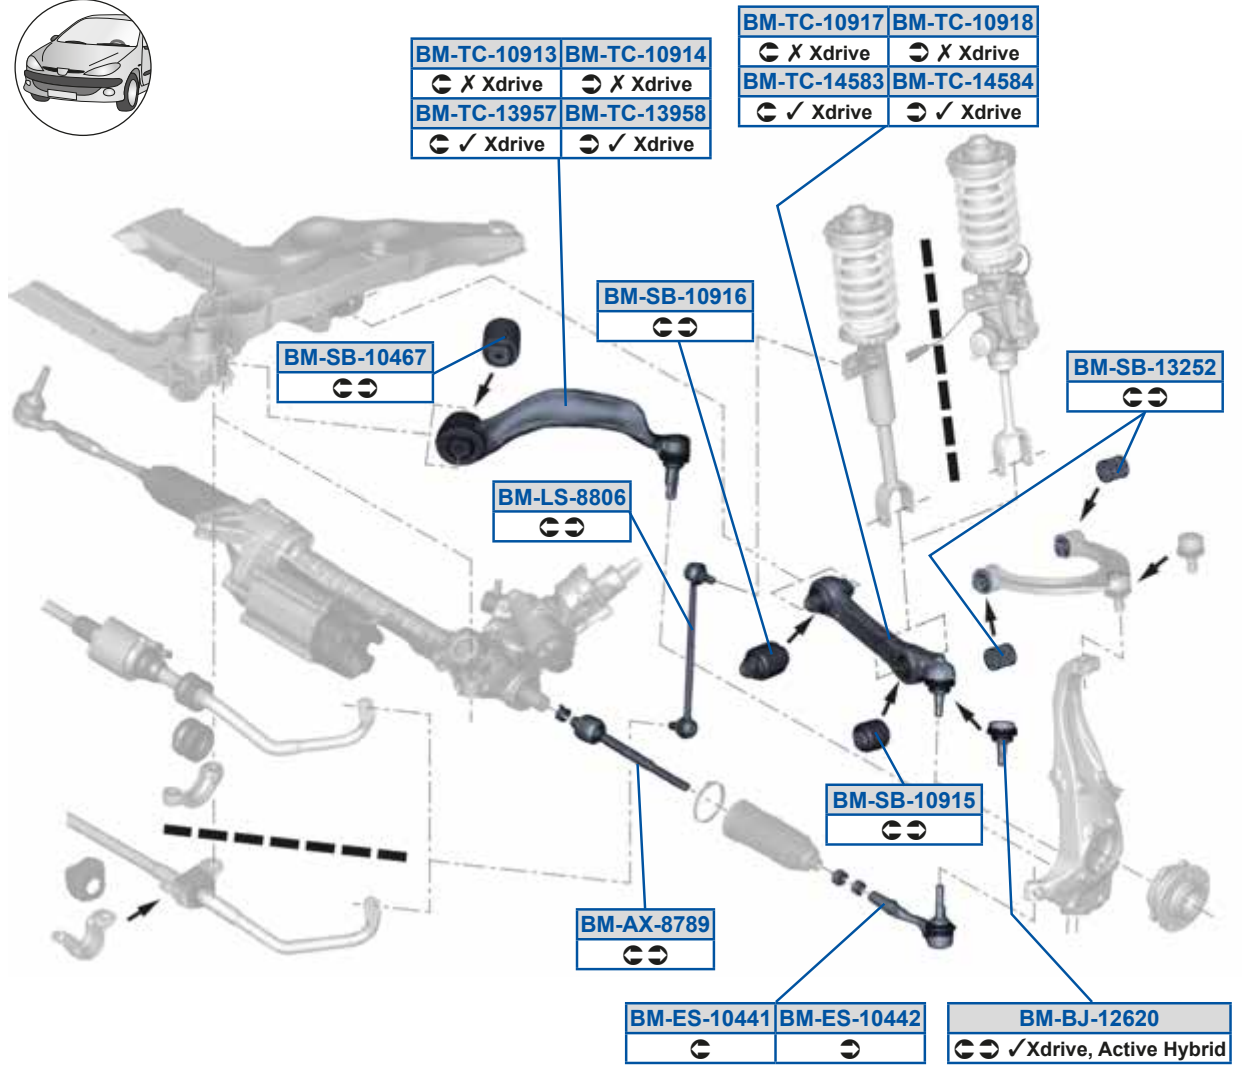 BM-TC-10917 BM-TC-10918
✗ Xdrive ✗ Xdrive
BM-TC-14583 BM-TC-14584
✓ Xdrive ✓ Xdrive
BM-TC-10913 BM-TC-10914
✗ Xdrive ✗ Xdrive
BM-TC-13957 BM-TC-13958
✓ Xdrive ✓ Xdrive
BM-SB-10916
BM-SB-10467
BM-SB-13252
BM-LS-8806
BM-SB-10915
BM-AX-8789
BM-ES-10441 BM-ES-10442
BM-BJ-12620
✓Xdrive, Active Hybrid